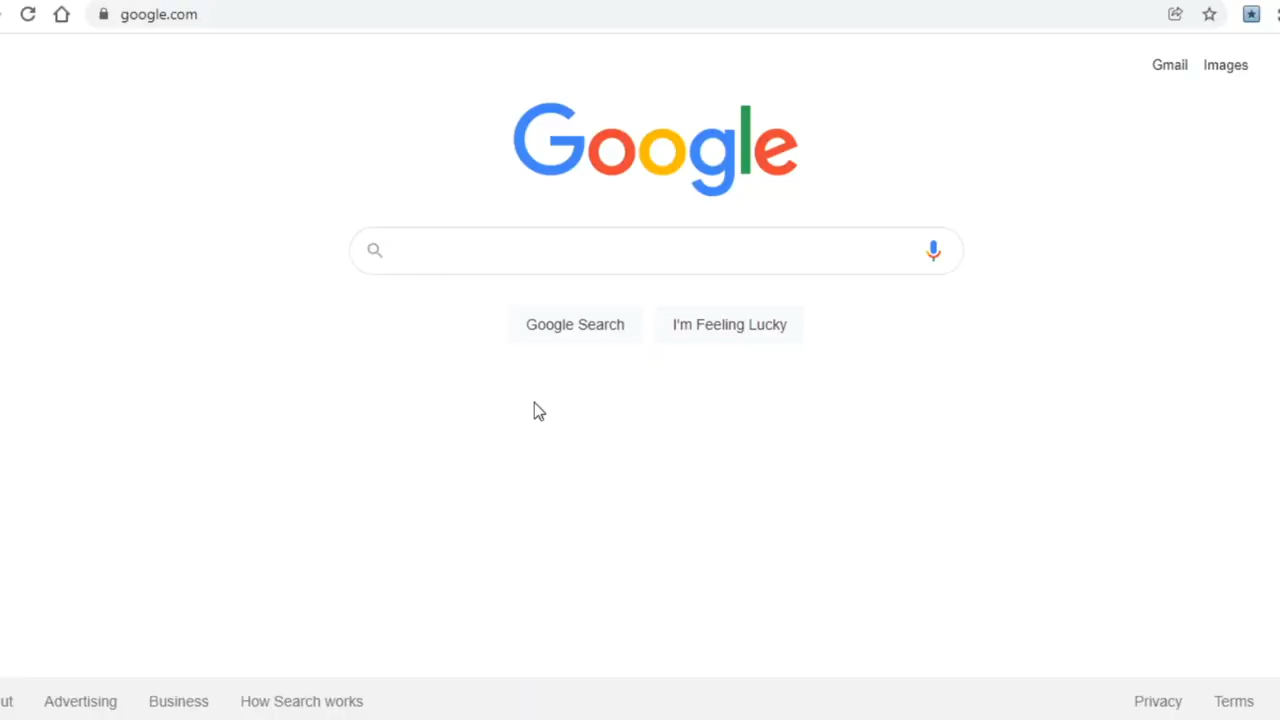 google.com
Gmail Images
Google
Google Search I'm Feeling Lucky
ut Advertising Business How Search works Privacy Terms